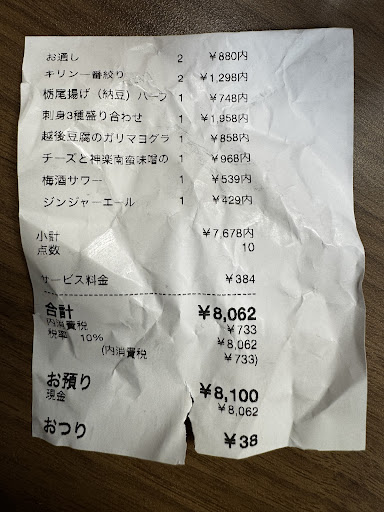 お通し 2 ¥880内
キリン一番絞り 2 ¥1,298内
栃尾揚げ（納豆）ハーフ 1 ¥748内
刺身3種盛り合わせ 1 ¥1,958内
越後豆腐のガリマヨグラ 1 ¥858内
チーズと神楽南蛮味噌の 1 ¥968内
梅酒サワー 1 ¥539内
ジンジャーエール 1 ¥429内
小計 ¥7,678内
点数 10
サービス料金 ¥384
合計 ¥8,062
内消費税 ¥733
税率 10% ¥8,062
(内消費税 ¥733)
お預り ¥8,100
現金 ¥8,062
おつり ¥38